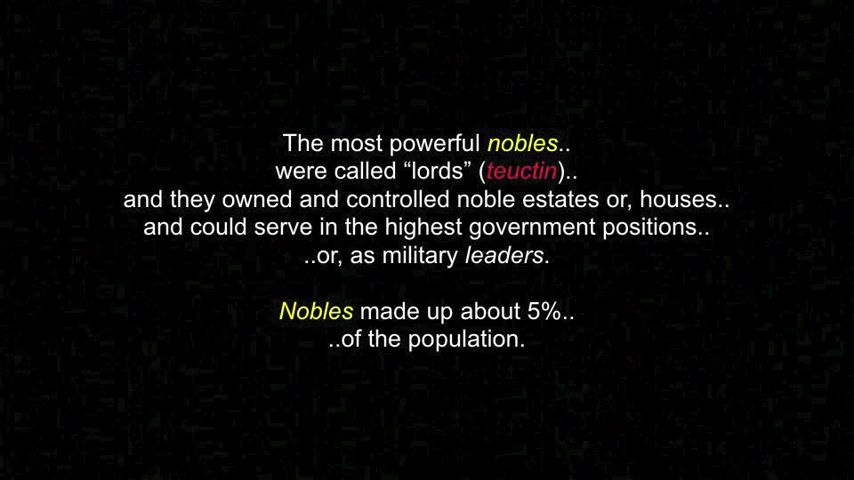 The most powerful nobles..
were called “lords” (teuctin)..
and they owned and controlled noble estates or, houses..
and could serve in the highest government positions..
..or, as military leaders.
Nobles made up about 5%..
..of the population.